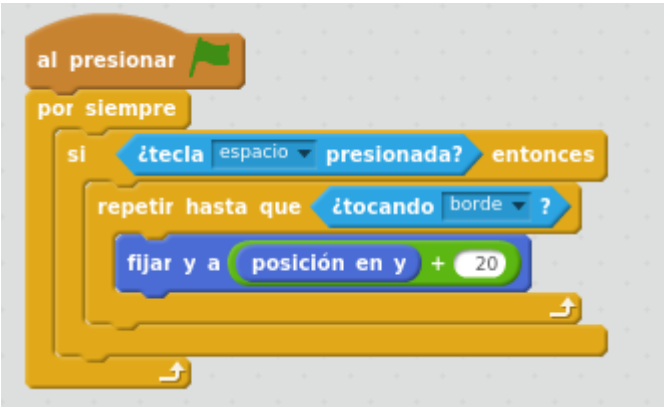 al presionar
por siempre
si ¿tecla espacio presionada? entonces
repetir hasta que ¿tocando borde ?
fijar y a posición en y + 20